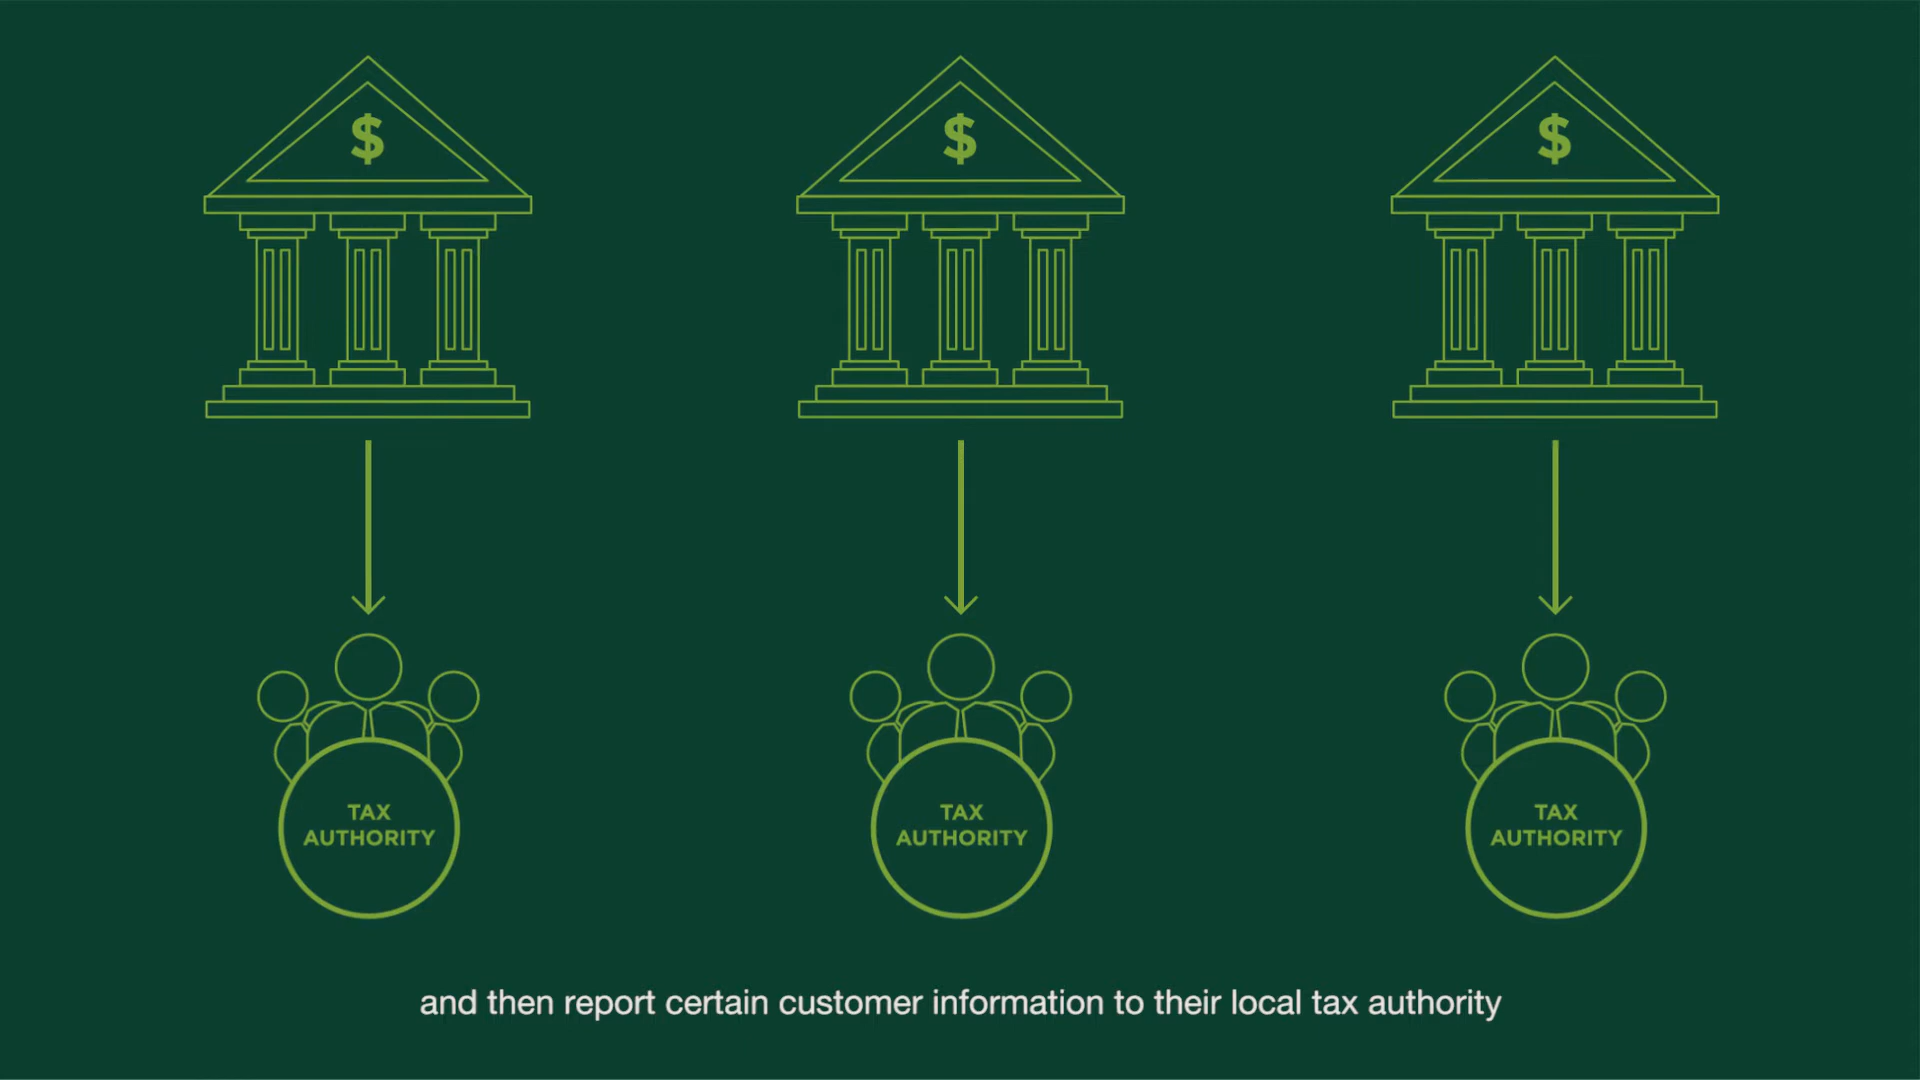 $ $ $
TAX
AUTHORITY
TAX
AUTHORITY
TAX
AUTHORITY
and then report certain customer information to their local tax authority